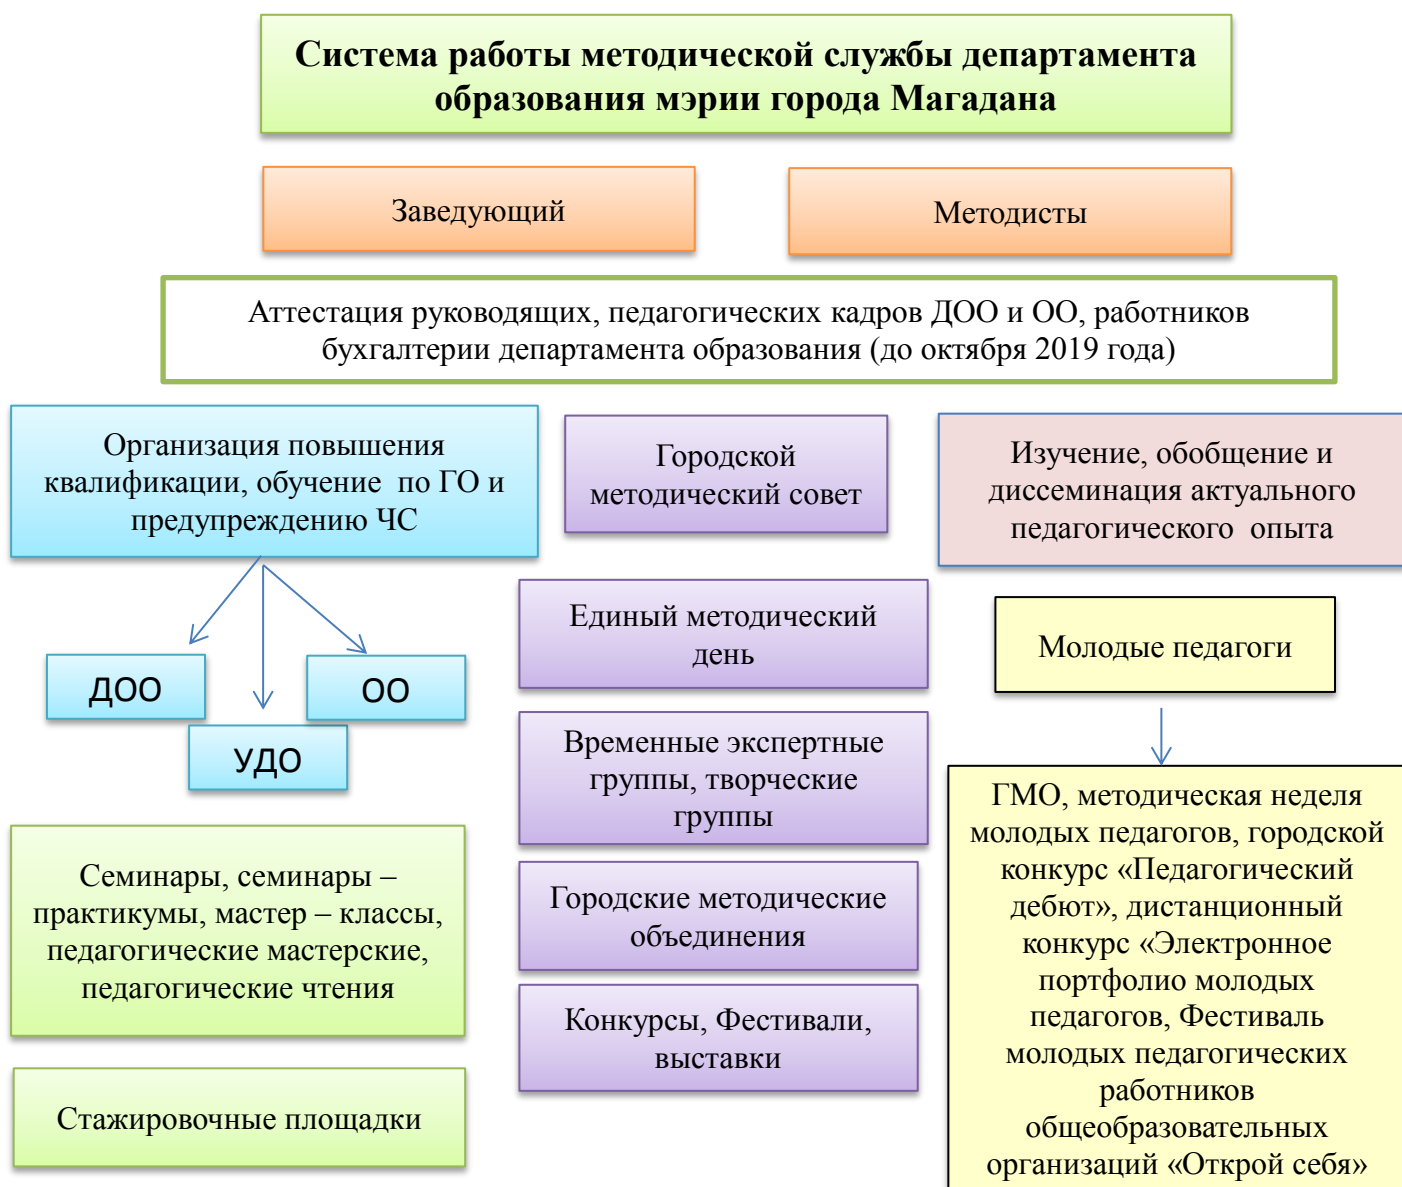 Система работы методической службы департамента
образования мэрии города Магадана
Заведующий
Методисты
Аттестация руководящих, педагогических кадров ДОО и ОО, работников
бухгалтерии департамента образования (до октября 2019 года)
Организация повышения
квалификации, обучение по ГО и
предупреждению ЧС
ДОО
ОО
УДО
Семинары, семинары –
практикумы, мастер – классы,
педагогические мастерские,
педагогические чтения
Стажировочные площадки
Городской
методический совет
Единый методический
день
Временные экспертные
группы, творческие
группы
Городские методические
объединения
Конкурсы, Фестивали,
выставки
Изучение, обобщение и
диссеминация актуального
педагогического опыта
Молодые педагоги
ГМО, методическая неделя
молодых педагогов, городской
конкурс «Педагогический
дебют», дистанционный
конкурс «Электронное
портфолио молодых
педагогов, Фестиваль
молодых педагогических
работников
общеобразовательных
организаций «Открой себя»